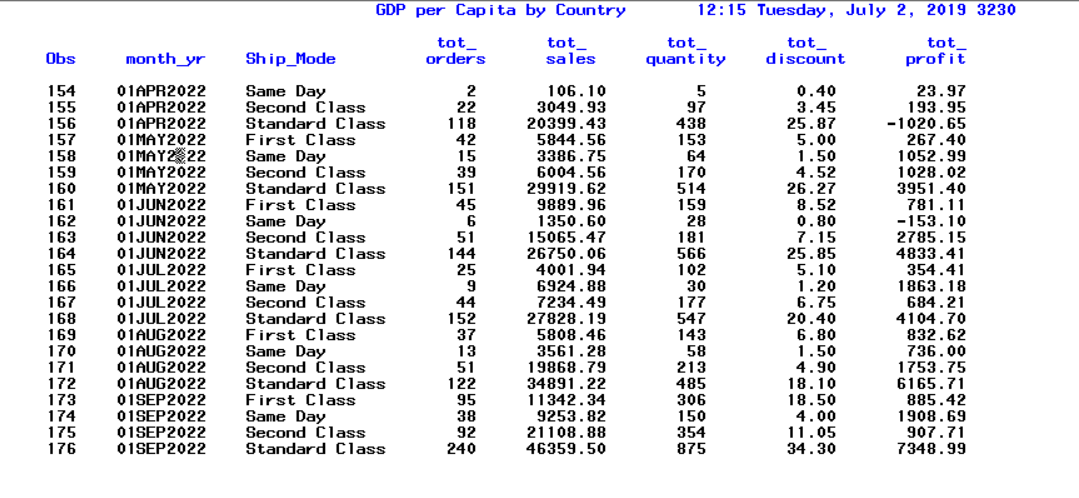 GDP per Capita by Country 12:15 Tuesday, July 2, 2019 3230
tot_ tot_ tot_ tot_ tot_
Obs month_yr Ship_Mode orders sales quantity discount profit
154 01APR2022 Same Day 2 106.10 5 0.40 23.97
155 01APR2022 Second Class 22 3049.93 97 3.45 193.95
156 01APR2022 Standard Class 118 20399.43 438 25.87 -1020.65
157 01MAY2022 First Class 42 5844.56 153 5.00 267.40
158 01MAY2022 Same Day 15 3386.75 64 1.50 1052.99
159 01MAY2022 Second Class 39 6004.56 170 4.52 1028.02
160 01MAY2022 Standard Class 151 29919.62 514 26.27 3951.40
161 01JUN2022 First Class 45 9889.96 159 8.52 781.11
162 01JUN2022 Same Day 6 1350.60 28 0.80 -153.10
163 01JUN2022 Second Class 51 15065.47 181 7.15 2785.15
164 01JUN2022 Standard Class 144 26750.06 566 25.85 4833.41
165 01JUL2022 First Class 25 4001.94 102 5.10 354.41
166 01JUL2022 Same Day 9 6924.88 30 1.20 1863.18
167 01JUL2022 Second Class 44 7234.49 177 6.75 684.21
168 01JUL2022 Standard Class 152 27828.19 547 20.40 4104.70
169 01AUG2022 First Class 37 5808.46 143 6.80 832.62
170 01AUG2022 Same Day 13 3561.28 58 1.50 736.00
171 01AUG2022 Second Class 51 19868.79 213 4.90 1753.75
172 01AUG2022 Standard Class 122 34891.22 485 18.10 6165.71
173 01SEP2022 First Class 95 11342.34 306 18.50 885.42
174 01SEP2022 Same Day 38 9253.82 150 4.00 1908.69
175 01SEP2022 Second Class 92 21108.88 354 11.05 907.71
176 01SEP2022 Standard Class 240 46359.50 875 34.30 7348.99